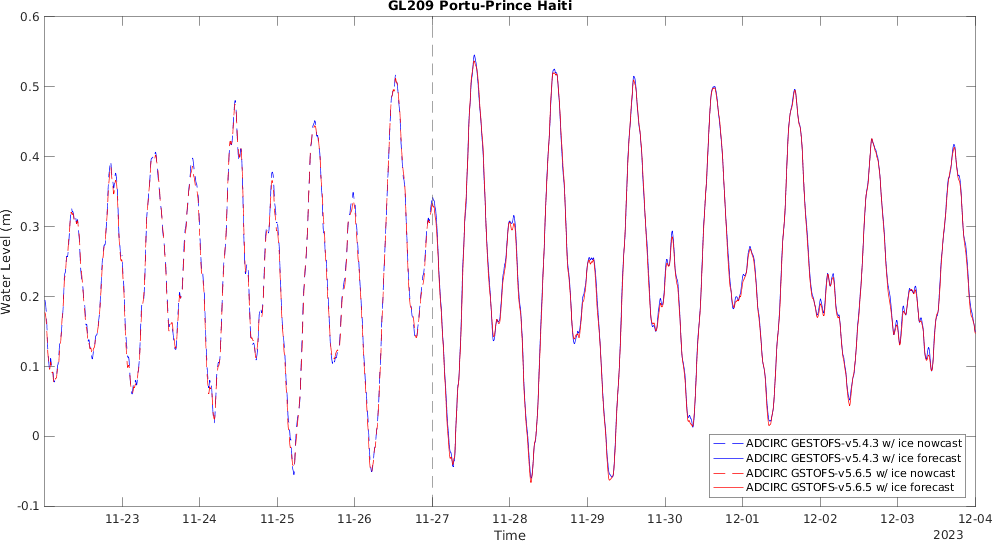 GL209 Portu-Prince Haiti
0.6
0.5
0.4
0.3
0.2
0.1
0
-0.1
Water Level (m)
ADCIRC GESTOFS-v5.4.3 w/ ice nowcast
ADCIRC GESTOFS-v5.4.3 w/ ice forecast
ADCIRC GSTOFS-v5.6.5 w/ ice nowcast
ADCIRC GSTOFS-v5.6.5 w/ ice forecast
11-23 11-24 11-25 11-26 11-27 11-28 11-29 11-30 12-01 12-02 12-03 12-04
Time
2023